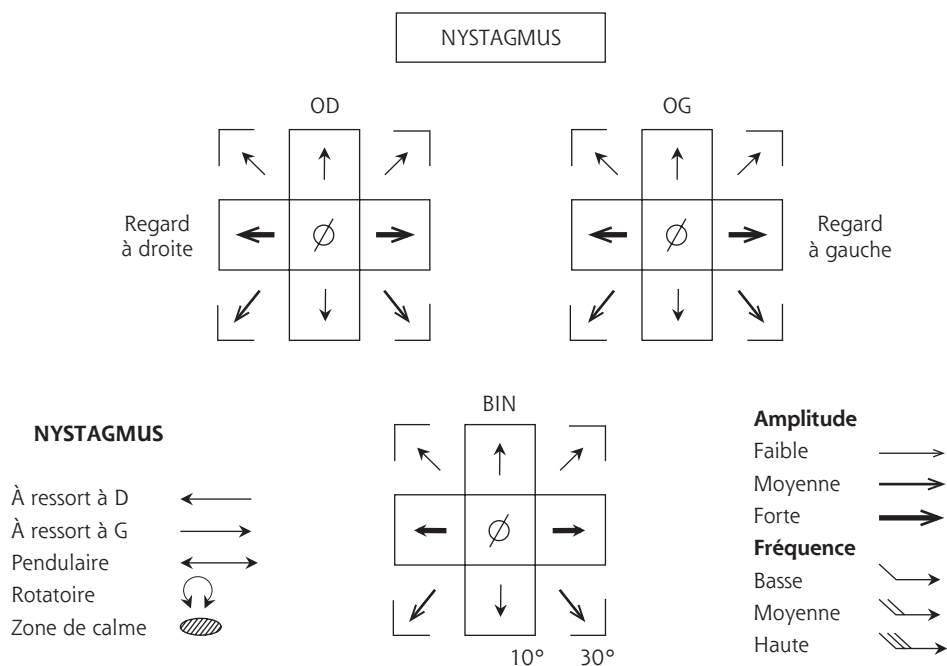 NYSTAGMUS
OD
OG
Regard
à droite
Regard
à gauche
BIN
NYSTAGMUS
À ressort à D
À ressort à G
Pendulaire
Rotatoire
Zone de calme
10° 30°
Amplitude
Faible
Moyenne
Forte
Fréquence
Basse
Moyenne
Haute